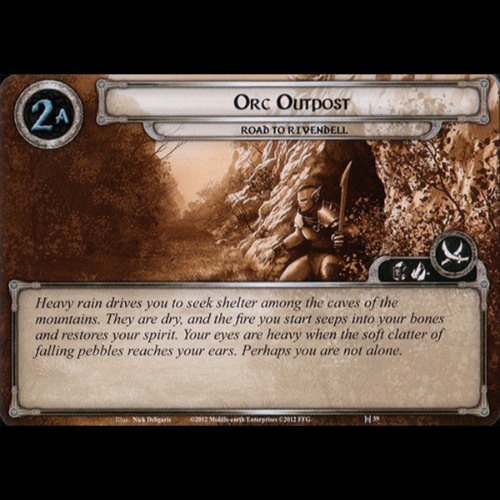 2A
ORC OUTPOST
ROAD TO RIVENDELL
Heavy rain drives you to seek shelter among the caves of the
mountains. They are dry, and the fire you start seeps into your bones
and restores your spirit. Your eyes are heavy when the soft clatter of
falling pebbles reaches your ears. Perhaps you are not alone.
Illus. Nick Deligaris ©2012 Middle-earth Enterprises ©2012 FFG 39